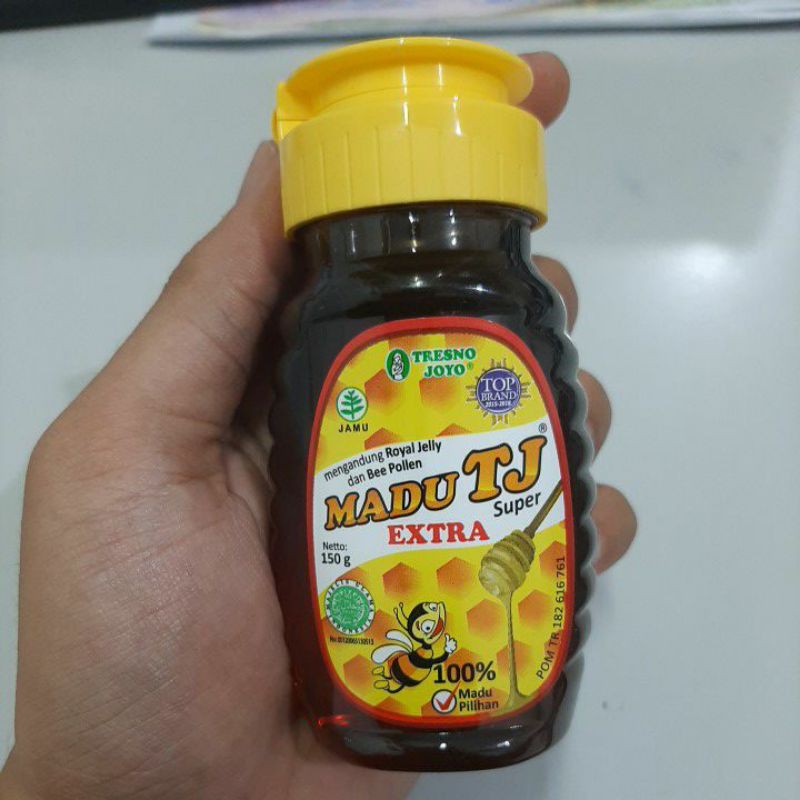 TRESNO
JOYO®
TOP
BRAND
JAMU
mengandung Royal Jelly
dan Bee Pollen
MADU TJ®
Super
EXTRA
Netto:
150 g
100%
Madu
Pilihan
POM TR. 182 616 761